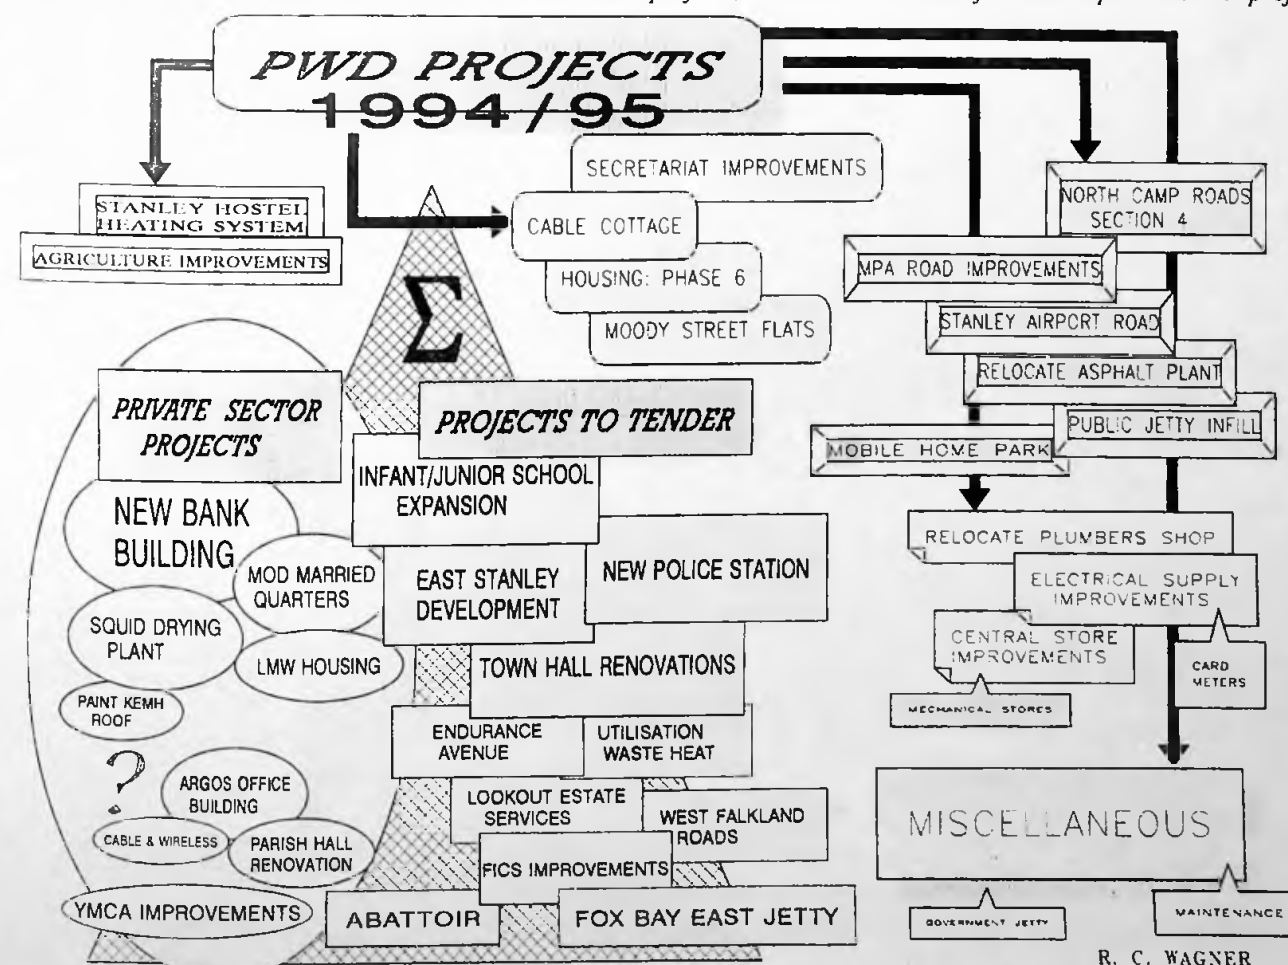 PWD PROJECTS
1994/95
STANLEY HOSTEL
HEATING SYSTEM
AGRICULTURE IMPROVEMENTS
SECRETARIAT IMPROVEMENTS
CABLE COTTAGE
HOUSING: PHASE 6
MOODY STREET FLATS
NORTH CAMP ROADS
SECTION 4
MPA ROAD IMPROVEMENTS
STANLEY AIRPORT ROAD
RELOCATE ASPHALT PLANT
PUBLIC JETTY INFILL
MOBILE HOME PARK
RELOCATE PLUMBERS SHOP
ELECTRICAL SUPPLY
IMPROVEMENTS
CENTRAL STORE
IMPROVEMENTS
CARD
METERS
MECHANICAL STORES
MISCELLANEOUS
GOVERNMENT JETTY
MAINTENANCE
Σ
PRIVATE SECTOR
PROJECTS
NEW BANK
BUILDING
MOD MARRIED
QUARTERS
SQUID DRYING
PLANT
LMW HOUSING
PAINT KEMH
ROOF
?
ARGOS OFFICE
BUILDING
CABLE & WIRELESS
PARISH HALL
RENOVATION
YMCA IMPROVEMENTS
PROJECTS TO TENDER
INFANT/JUNIOR SCHOOL
EXPANSION
EAST STANLEY
DEVELOPMENT
NEW POLICE STATION
TOWN HALL RENOVATIONS
ENDURANCE
AVENUE
UTILISATION
WASTE HEAT
LOOKOUT ESTATE
SERVICES
WEST FALKLAND
ROADS
FICS IMPROVEMENTS
ABATTOIR
FOX BAY EAST JETTY
R. C. WAGNER